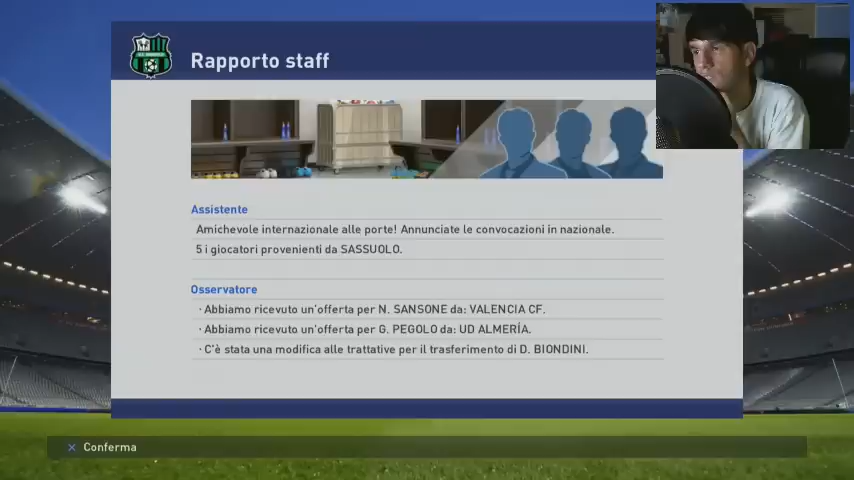 Rapporto staff
Assistente
Amichevole internazionale alle porte! Annunciate le convocazioni in nazionale.
5 i giocatori provenienti da SASSUOLO.
Osservatore
· Abbiamo ricevuto un'offerta per N. SANSONE da: VALENCIA CF.
· Abbiamo ricevuto un'offerta per G. PEGOLO da: UD ALMERÍA.
· C'è stata una modifica alle trattative per il trasferimento di D. BIONDINI.
Conferma